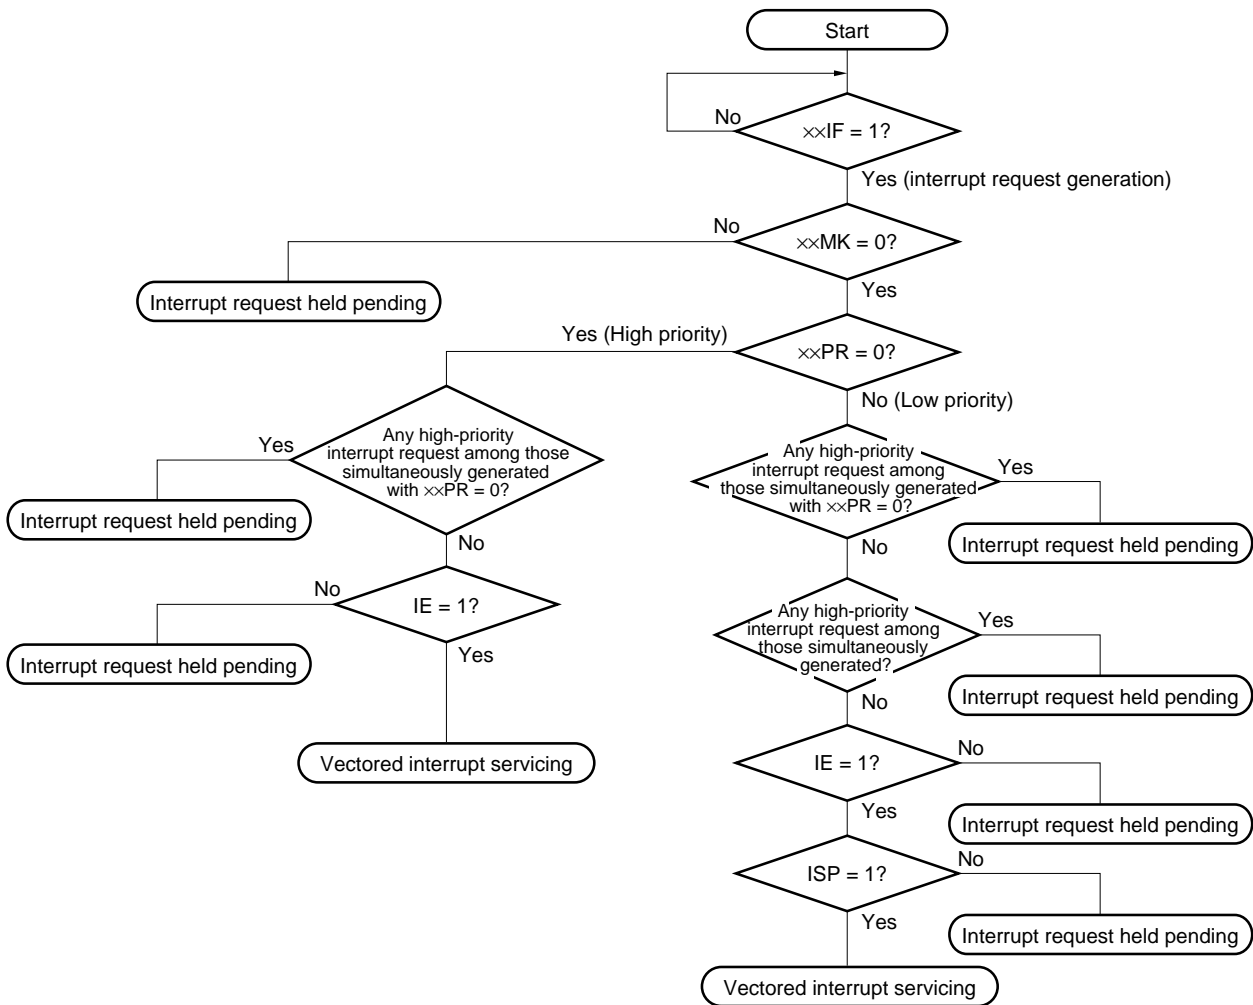 Start
No
××IF = 1?
Yes (interrupt request generation)
No
××MK = 0?
Interrupt request held pending
Yes
Yes (High priority)
××PR = 0?
No (Low priority)
Yes
Any high-priority
interrupt request among those
simultaneously generated
with ××PR = 0?
Any high-priority
interrupt request among
those simultaneously generated
with ××PR = 0?
Yes
Interrupt request held pending
No
Interrupt request held pending
No
No
IE = 1?
Any high-priority
interrupt request among
those simultaneously
generated?
Yes
Interrupt request held pending
Yes
Interrupt request held pending
No
Vectored interrupt servicing
IE = 1?
No
Yes
Interrupt request held pending
ISP = 1?
No
Yes
Interrupt request held pending
Vectored interrupt servicing